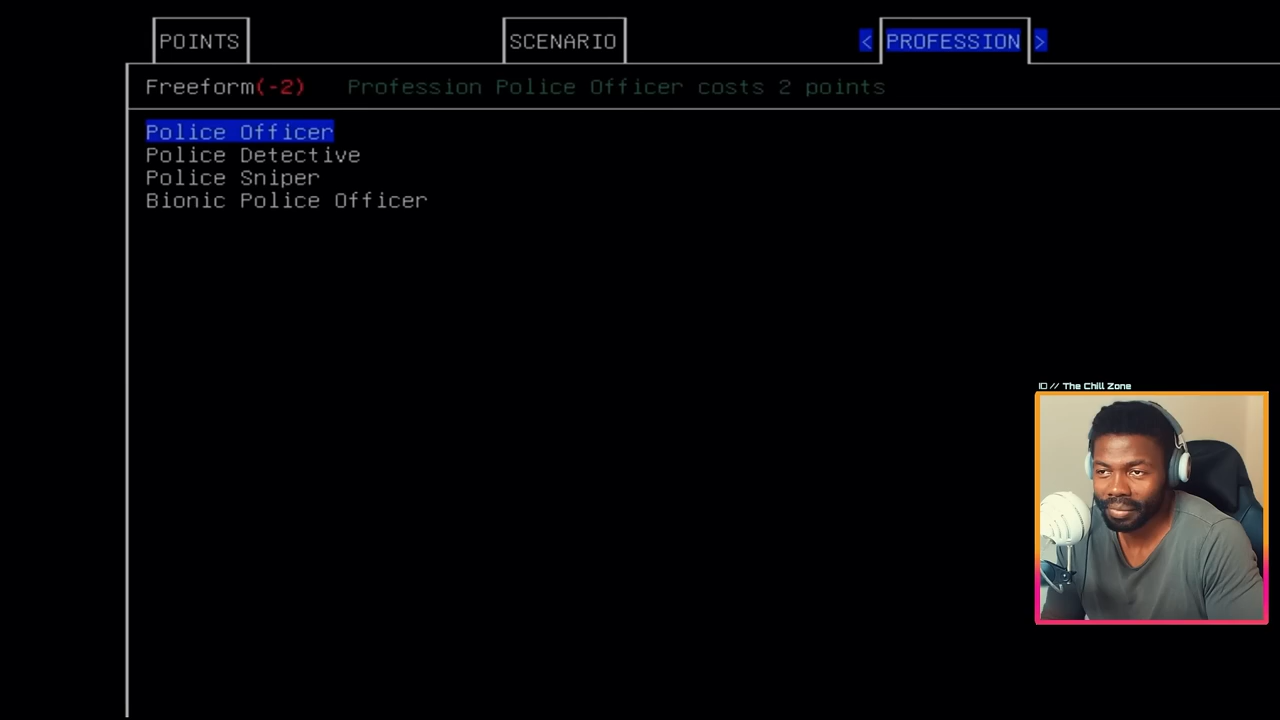 POINTS SCENARIO < PROFESSION >
Freeform(-2) Profession Police Officer costs 2 points
Police Officer
Police Detective
Police Sniper
Bionic Police Officer
ID // The Chill Zone